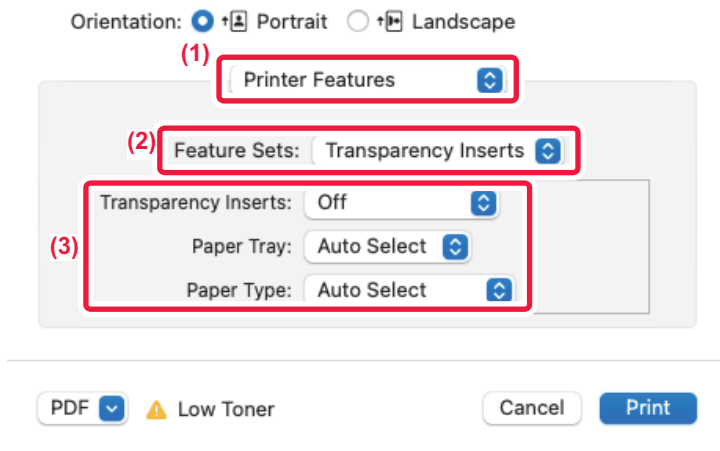 Orientation: Portrait Landscape
(1)
Printer Features
(2)
Feature Sets: Transparency Inserts
(3)
Transparency Inserts: Off
Paper Tray: Auto Select
Paper Type: Auto Select
PDF Low Toner Cancel Print